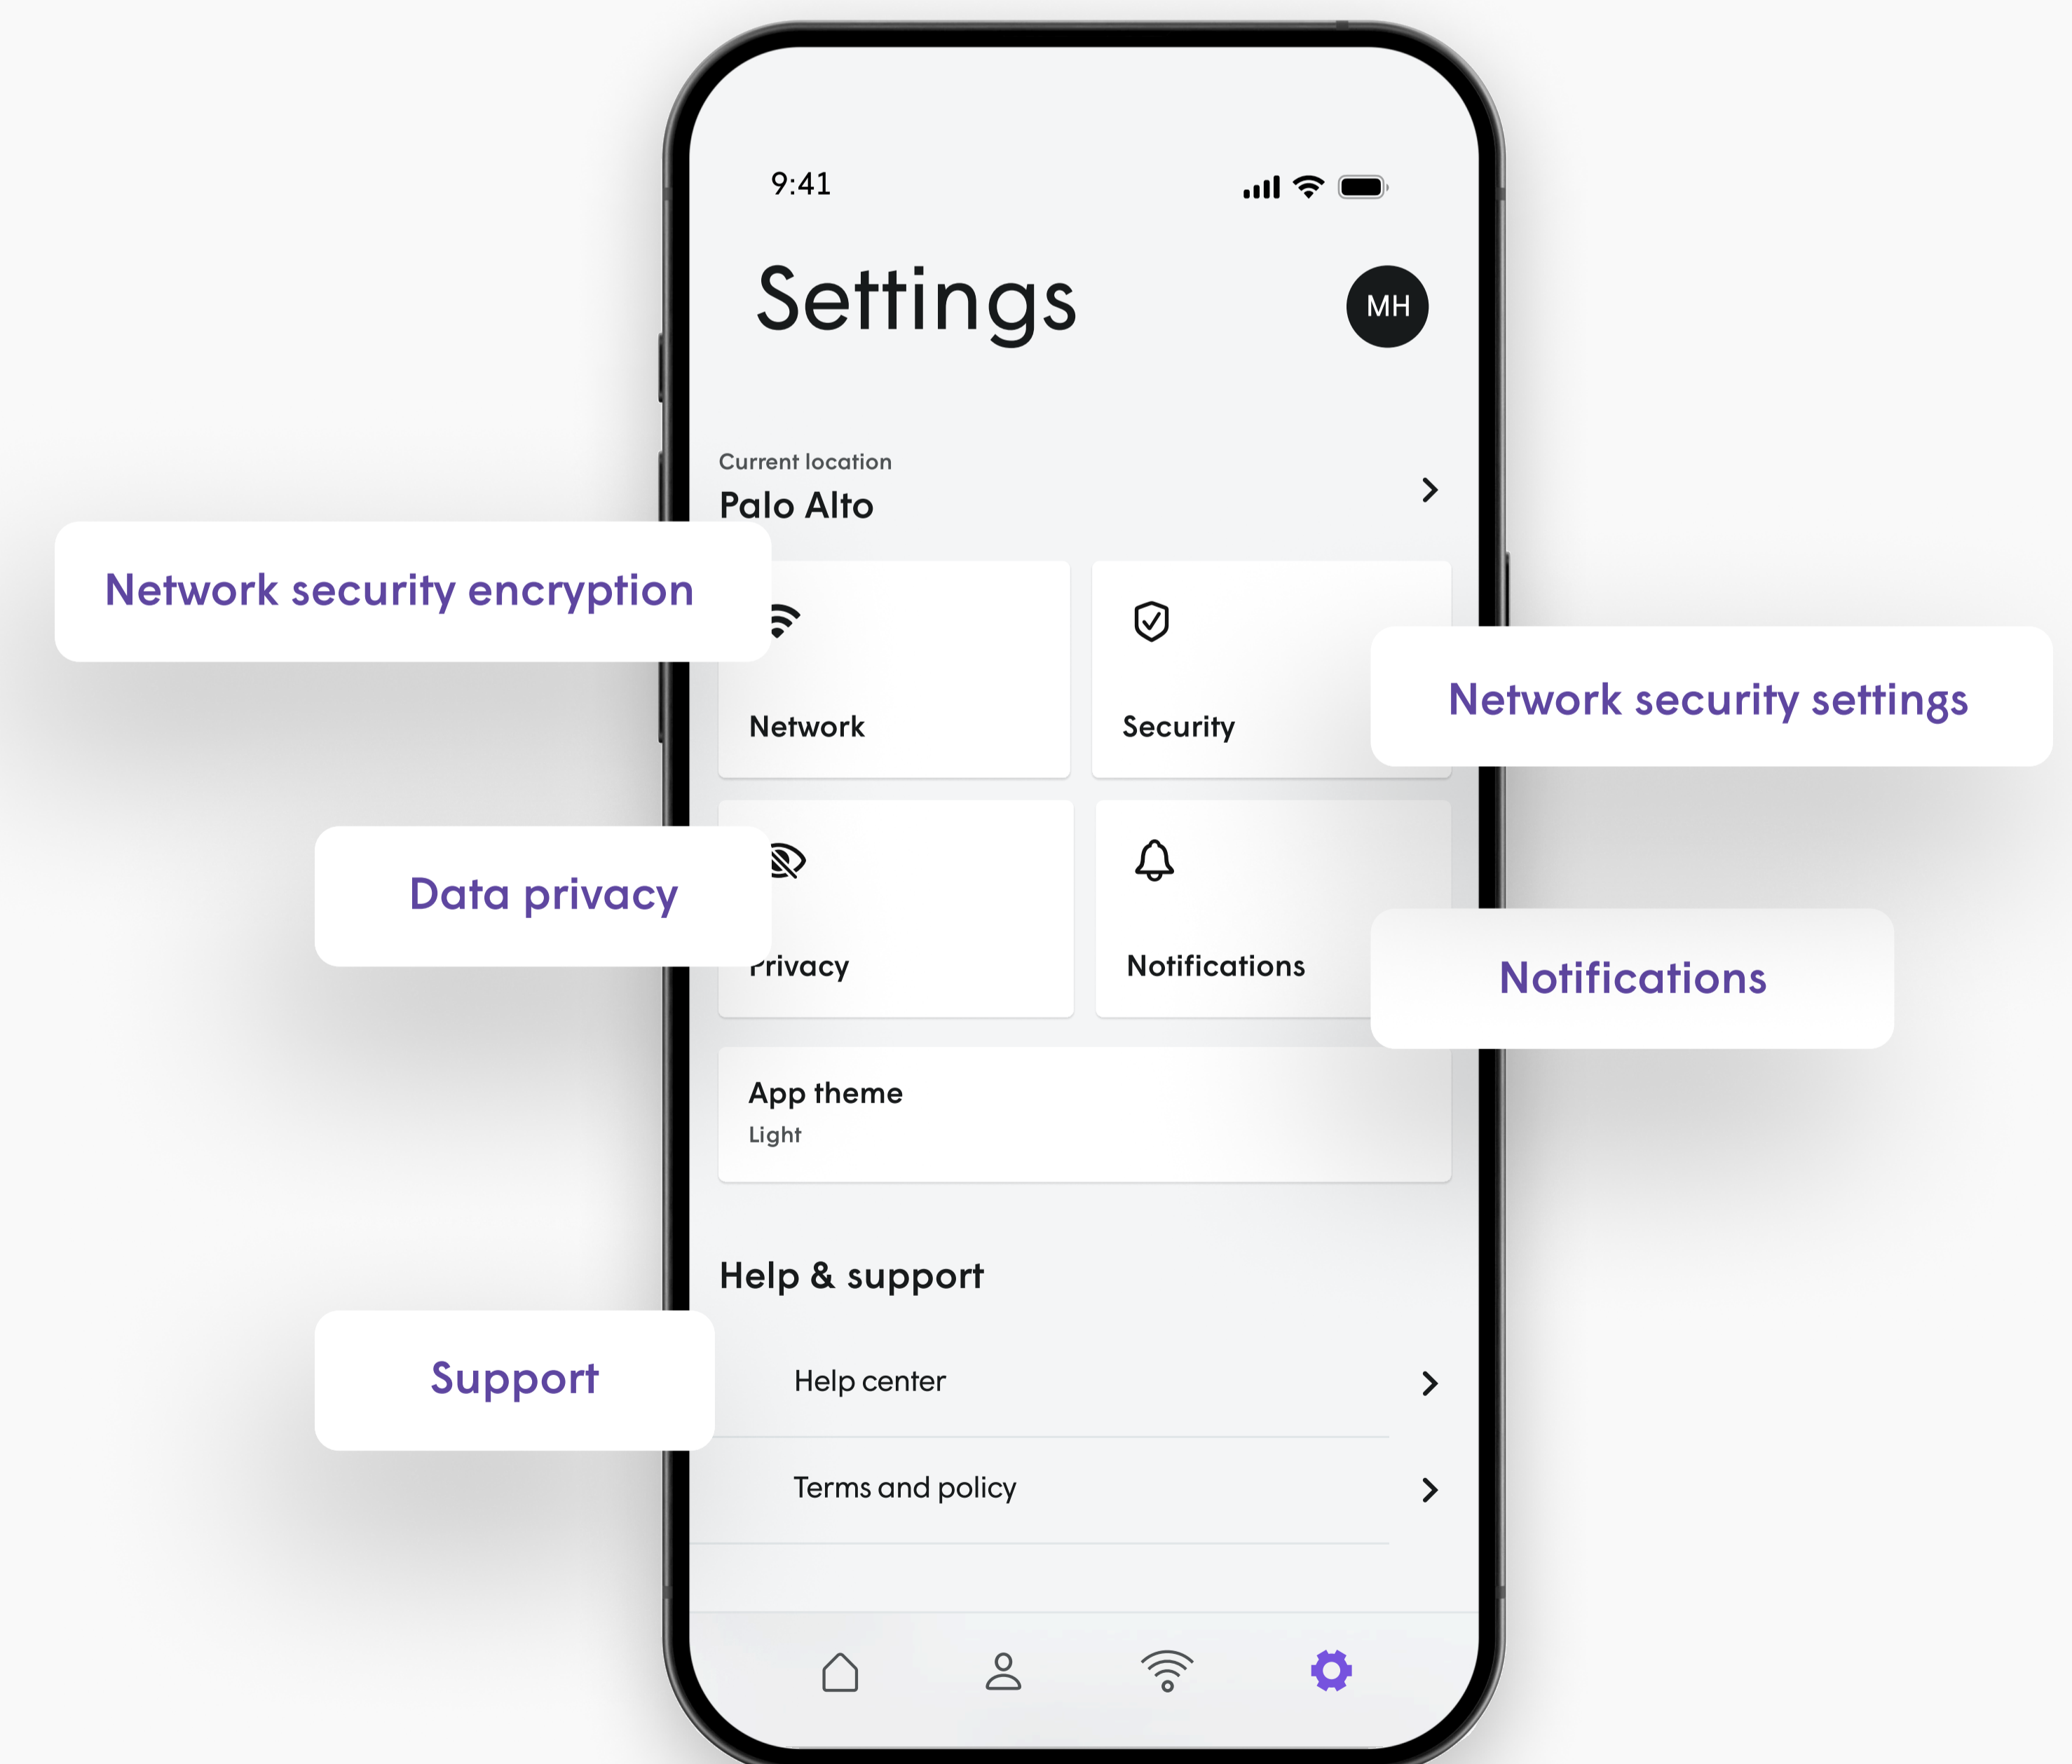 9:41
Settings
MH
Current location
Palo Alto
Network security encryption
Network
Security
Network security settings
Data privacy
Privacy
Notifications
Notifications
App theme
Light
Help & support
Support
Help center
Terms and policy